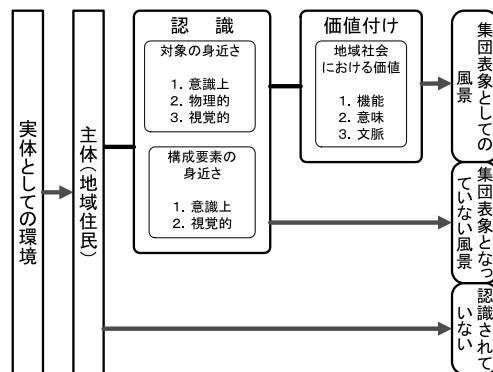 実体としての環境
主体(地域住民)
認　識
対象の身近さ
1. 意識上
2. 物理的
3. 視覚的
構成要素の
身近さ
1. 意識上
2. 視覚的
価値付け
地域社会
における価値
1. 機能
2. 意味
3. 文脈
集団表象としての
風景
集団表象となっ
ていない風景
認識されて
いない